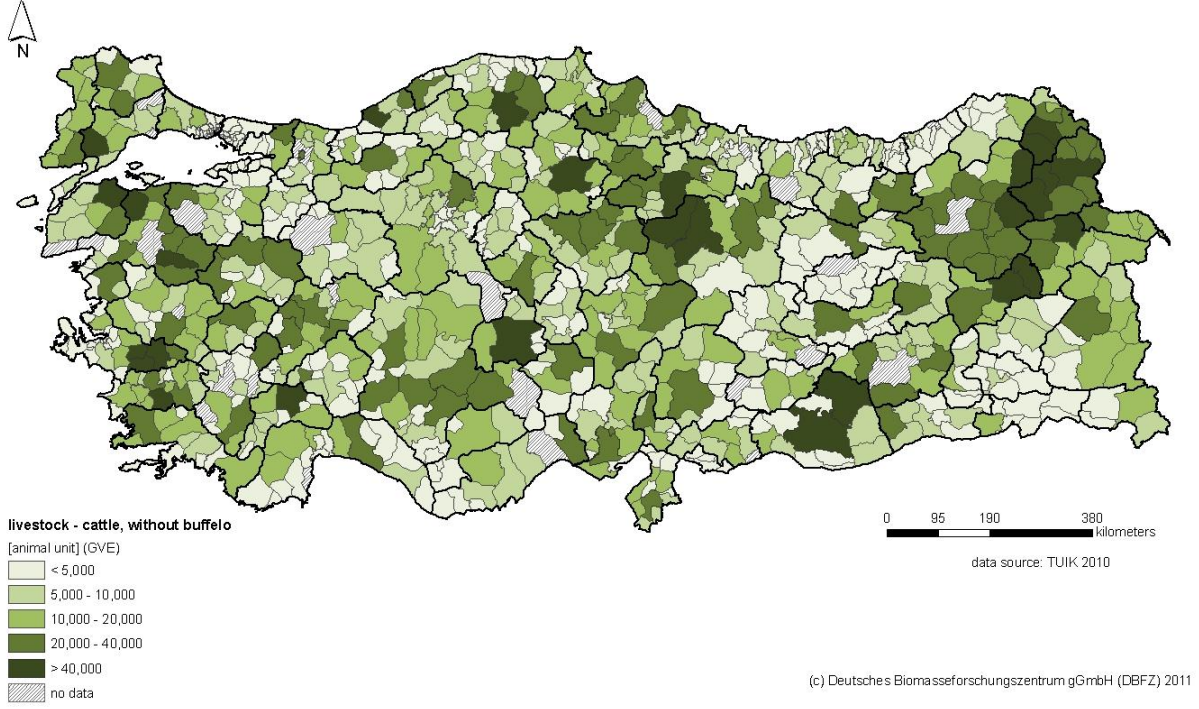 N
livestock - cattle, without buffelo
[animal unit] (GVE)
< 5,000
5,000 - 10,000
10,000 - 20,000
20,000 - 40,000
> 40,000
no data
0 95 190 380
kilometers
data source: TUIK 2010
(c) Deutsches Biomasseforschungszentrum gGmbH (DBFZ) 2011